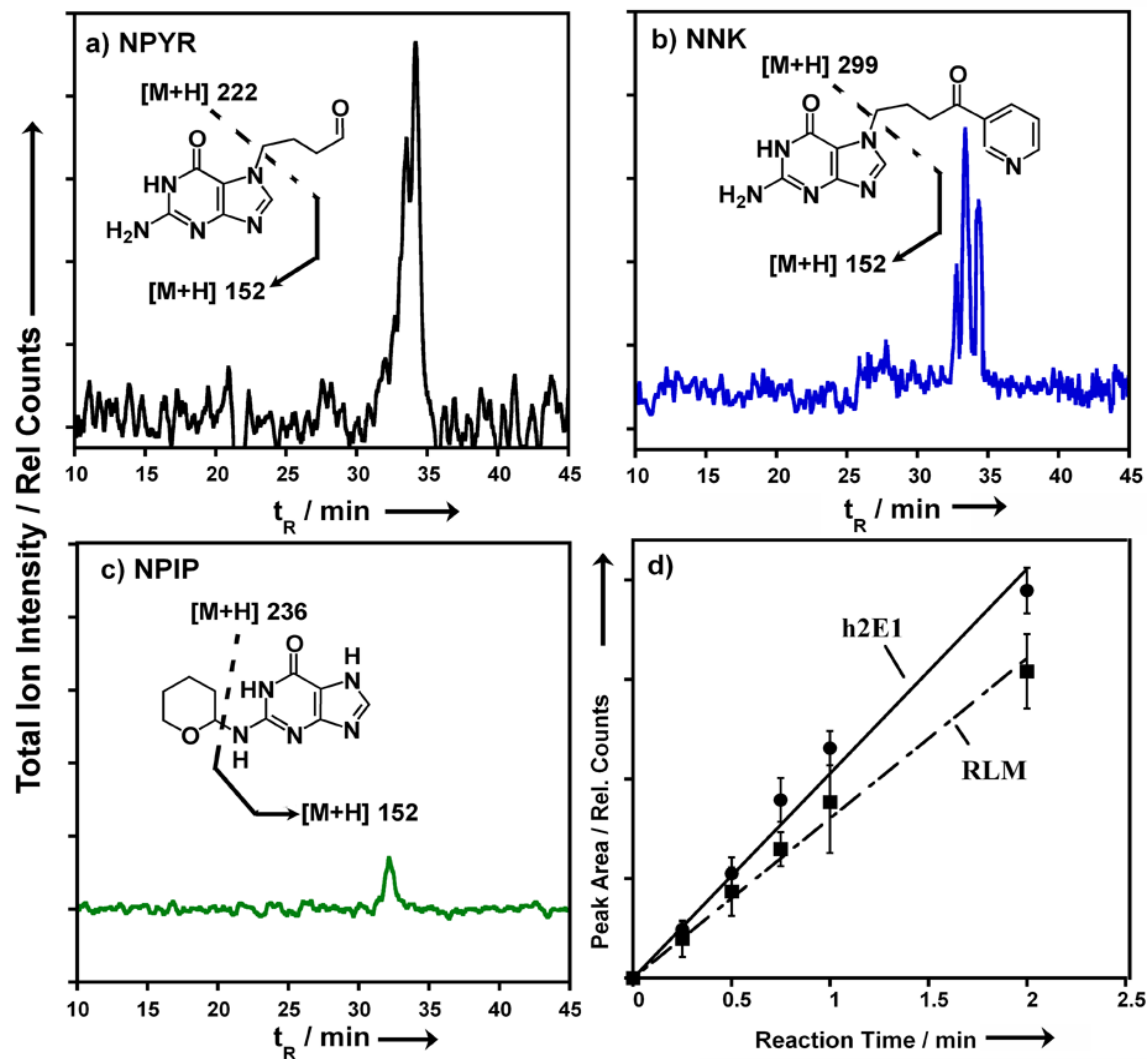 Total Ion Intensity / Rel Counts
a) NPYR
[M+H] 222
O
O
HN
N
H2N
N
N
[M+H] 152
10 15 20 25 30 35 40 45
tR / min
b) NNK
[M+H] 299
O
O
HN
N
N
H2N
N
N
[M+H] 152
10 15 20 25 30 35 40 45
tR / min
c) NPIP
[M+H] 236
O
H
HN
N
O
N
N
N
H
[M+H] 152
10 15 20 25 30 35 40 45
tR / min
d)
Peak Area / Rel. Counts
h2E1
RLM
0 0.5 1 1.5 2 2.5
Reaction Time / min